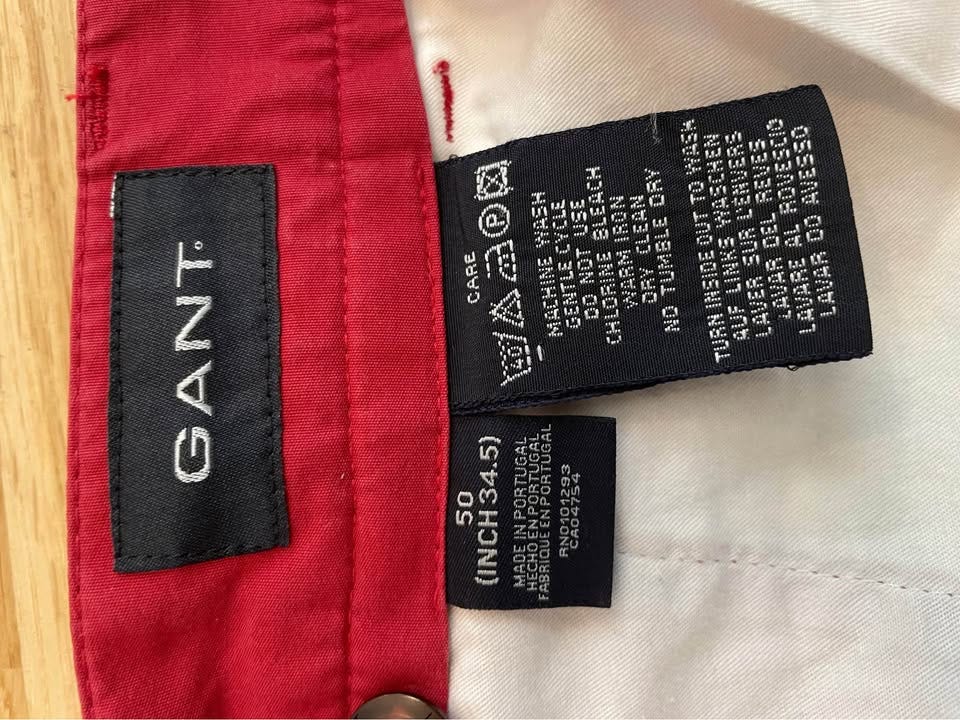 GANT.
CARE
40 P
MACHINE WASH
GENTLE CYCLE
DO NOT USE
CHLORINE BLEACH
WARM IRON
DRY CLEAN
NO TUMBLE DRY
TURN INSIDE OUT TO WASH
AUF LINKS WASCHEN
LAVER SUR L'ENVERS
LAVAR DEL REVES
LAVARE AL ROVESCIO
LAVAR DO AVESSO
50
(INCH 34.5)
MADE IN PORTUGAL
HECHO EN PORTUGAL
FABRIQUE EN PORTUGAL
RN0101293
CA04754